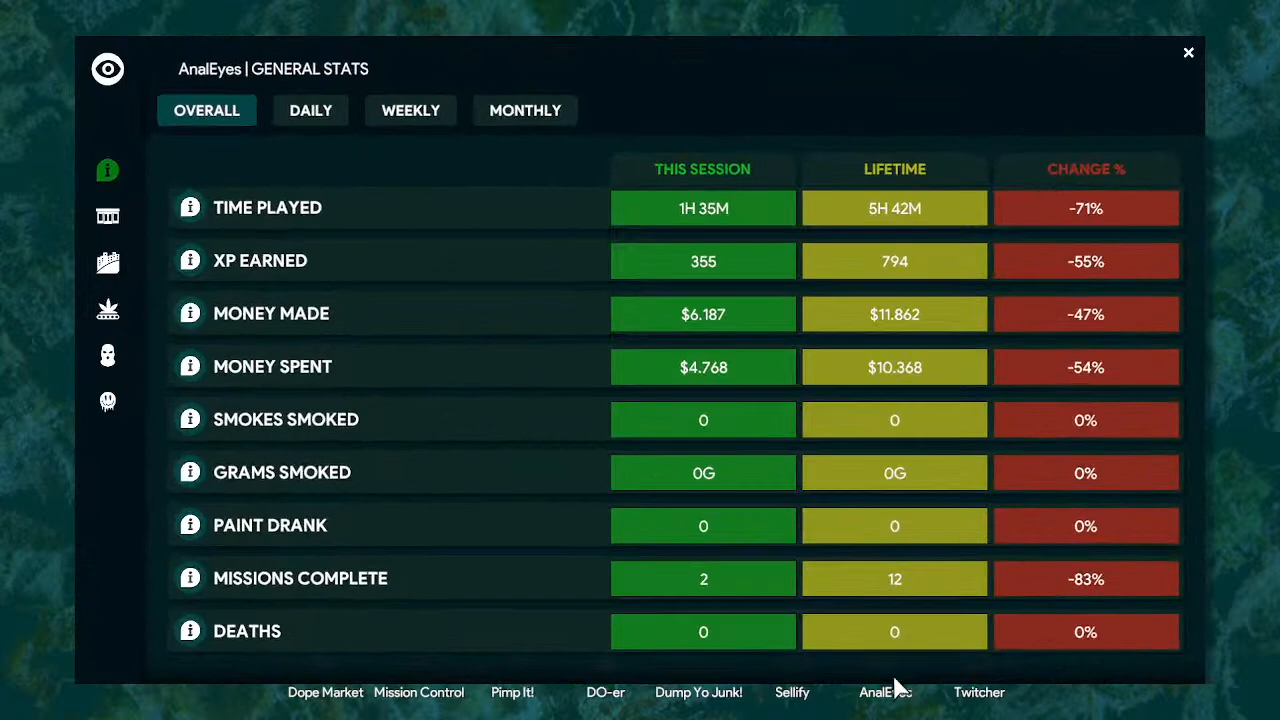 AnalEyes | GENERAL STATS
OVERALL DAILY WEEKLY MONTHLY
THIS SESSION LIFETIME CHANGE %
TIME PLAYED 1H 35M 5H 42M -71%
XP EARNED 355 794 -55%
MONEY MADE $6.187 $11.862 -47%
MONEY SPENT $4.768 $10.368 -54%
SMOKES SMOKED 0 0 0%
GRAMS SMOKED 0G 0G 0%
PAINT DRANK 0 0 0%
MISSIONS COMPLETE 2 12 -83%
DEATHS 0 0 0%
Dope Market Mission Control Pimp It! DO-er Dump Yo Junk! Sellify AnalEyes Twitcher